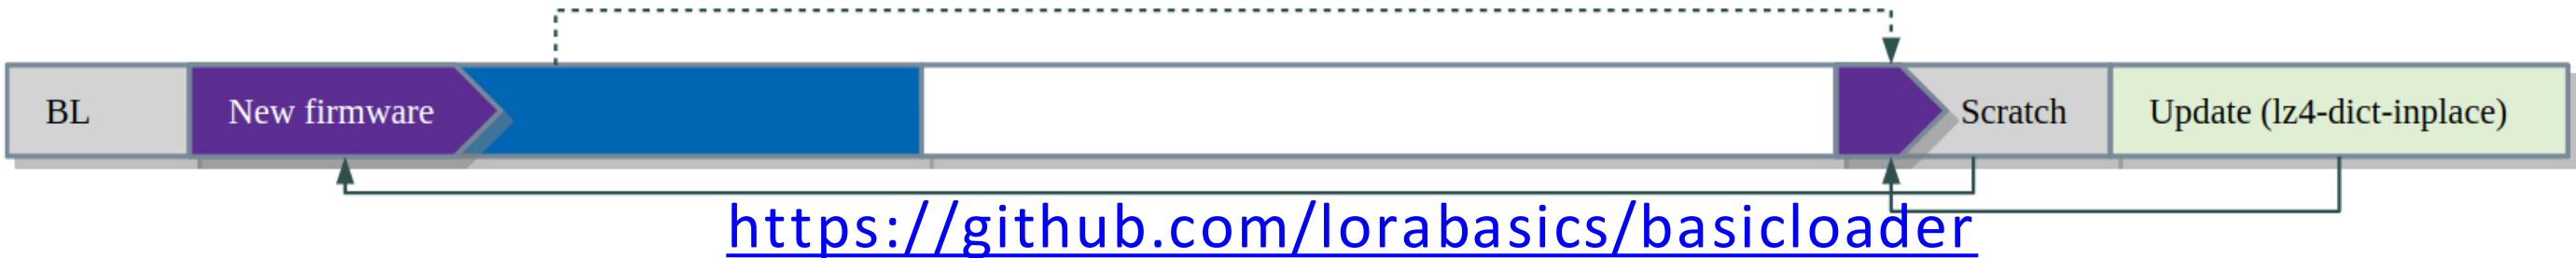 BL
New firmware
Scratch
Update (lz4-dict-inplace)
https://github.com/lorabasics/basicloader